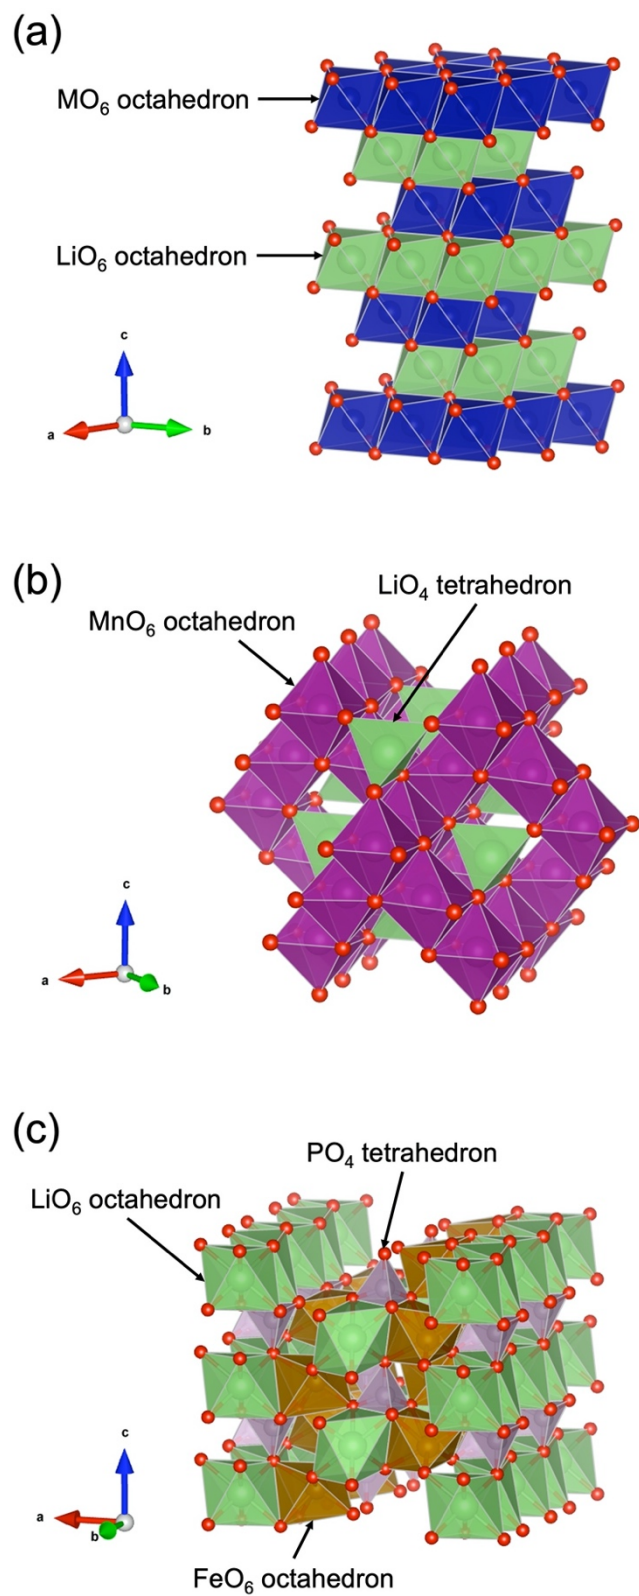 (a)
MO₆ octahedron
LiO₆ octahedron
c
a
b
(b)
LiO₄ tetrahedron
MnO₆ octahedron
c
a
b
(c)
PO₄ tetrahedron
LiO₆ octahedron
c
a
b
FeO₆ octahedron